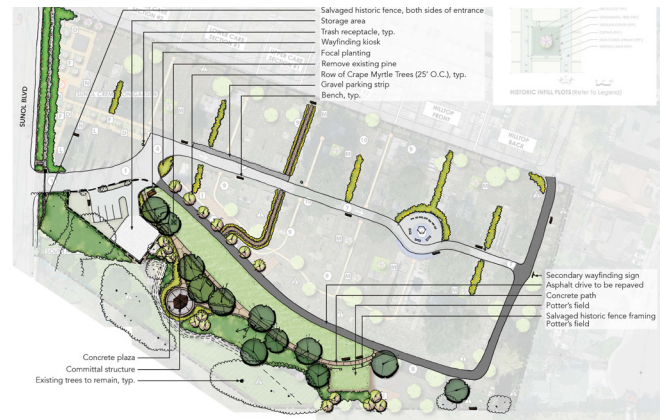 Salvaged historic fence, both sides of entrance
Storage area
Trash receptacle, typ.
Wayfinding kiosk
Focal planting
Remove existing pine
Row of Crape Myrtle Trees (25' O.C.), typ.
Gravel parking strip
Bench, typ.
HISTORIC INFILL PLOTS (Refer to Legend)
SUNOL BLVD
HILLTOP
FRONT
HILLTOP
BACK
Secondary wayfinding sign
Asphalt drive to be repaved
Concrete path
Potter's field
Salvaged historic fence framing
Potter's field
Concrete plaza
Committal structure
Existing trees to remain, typ.